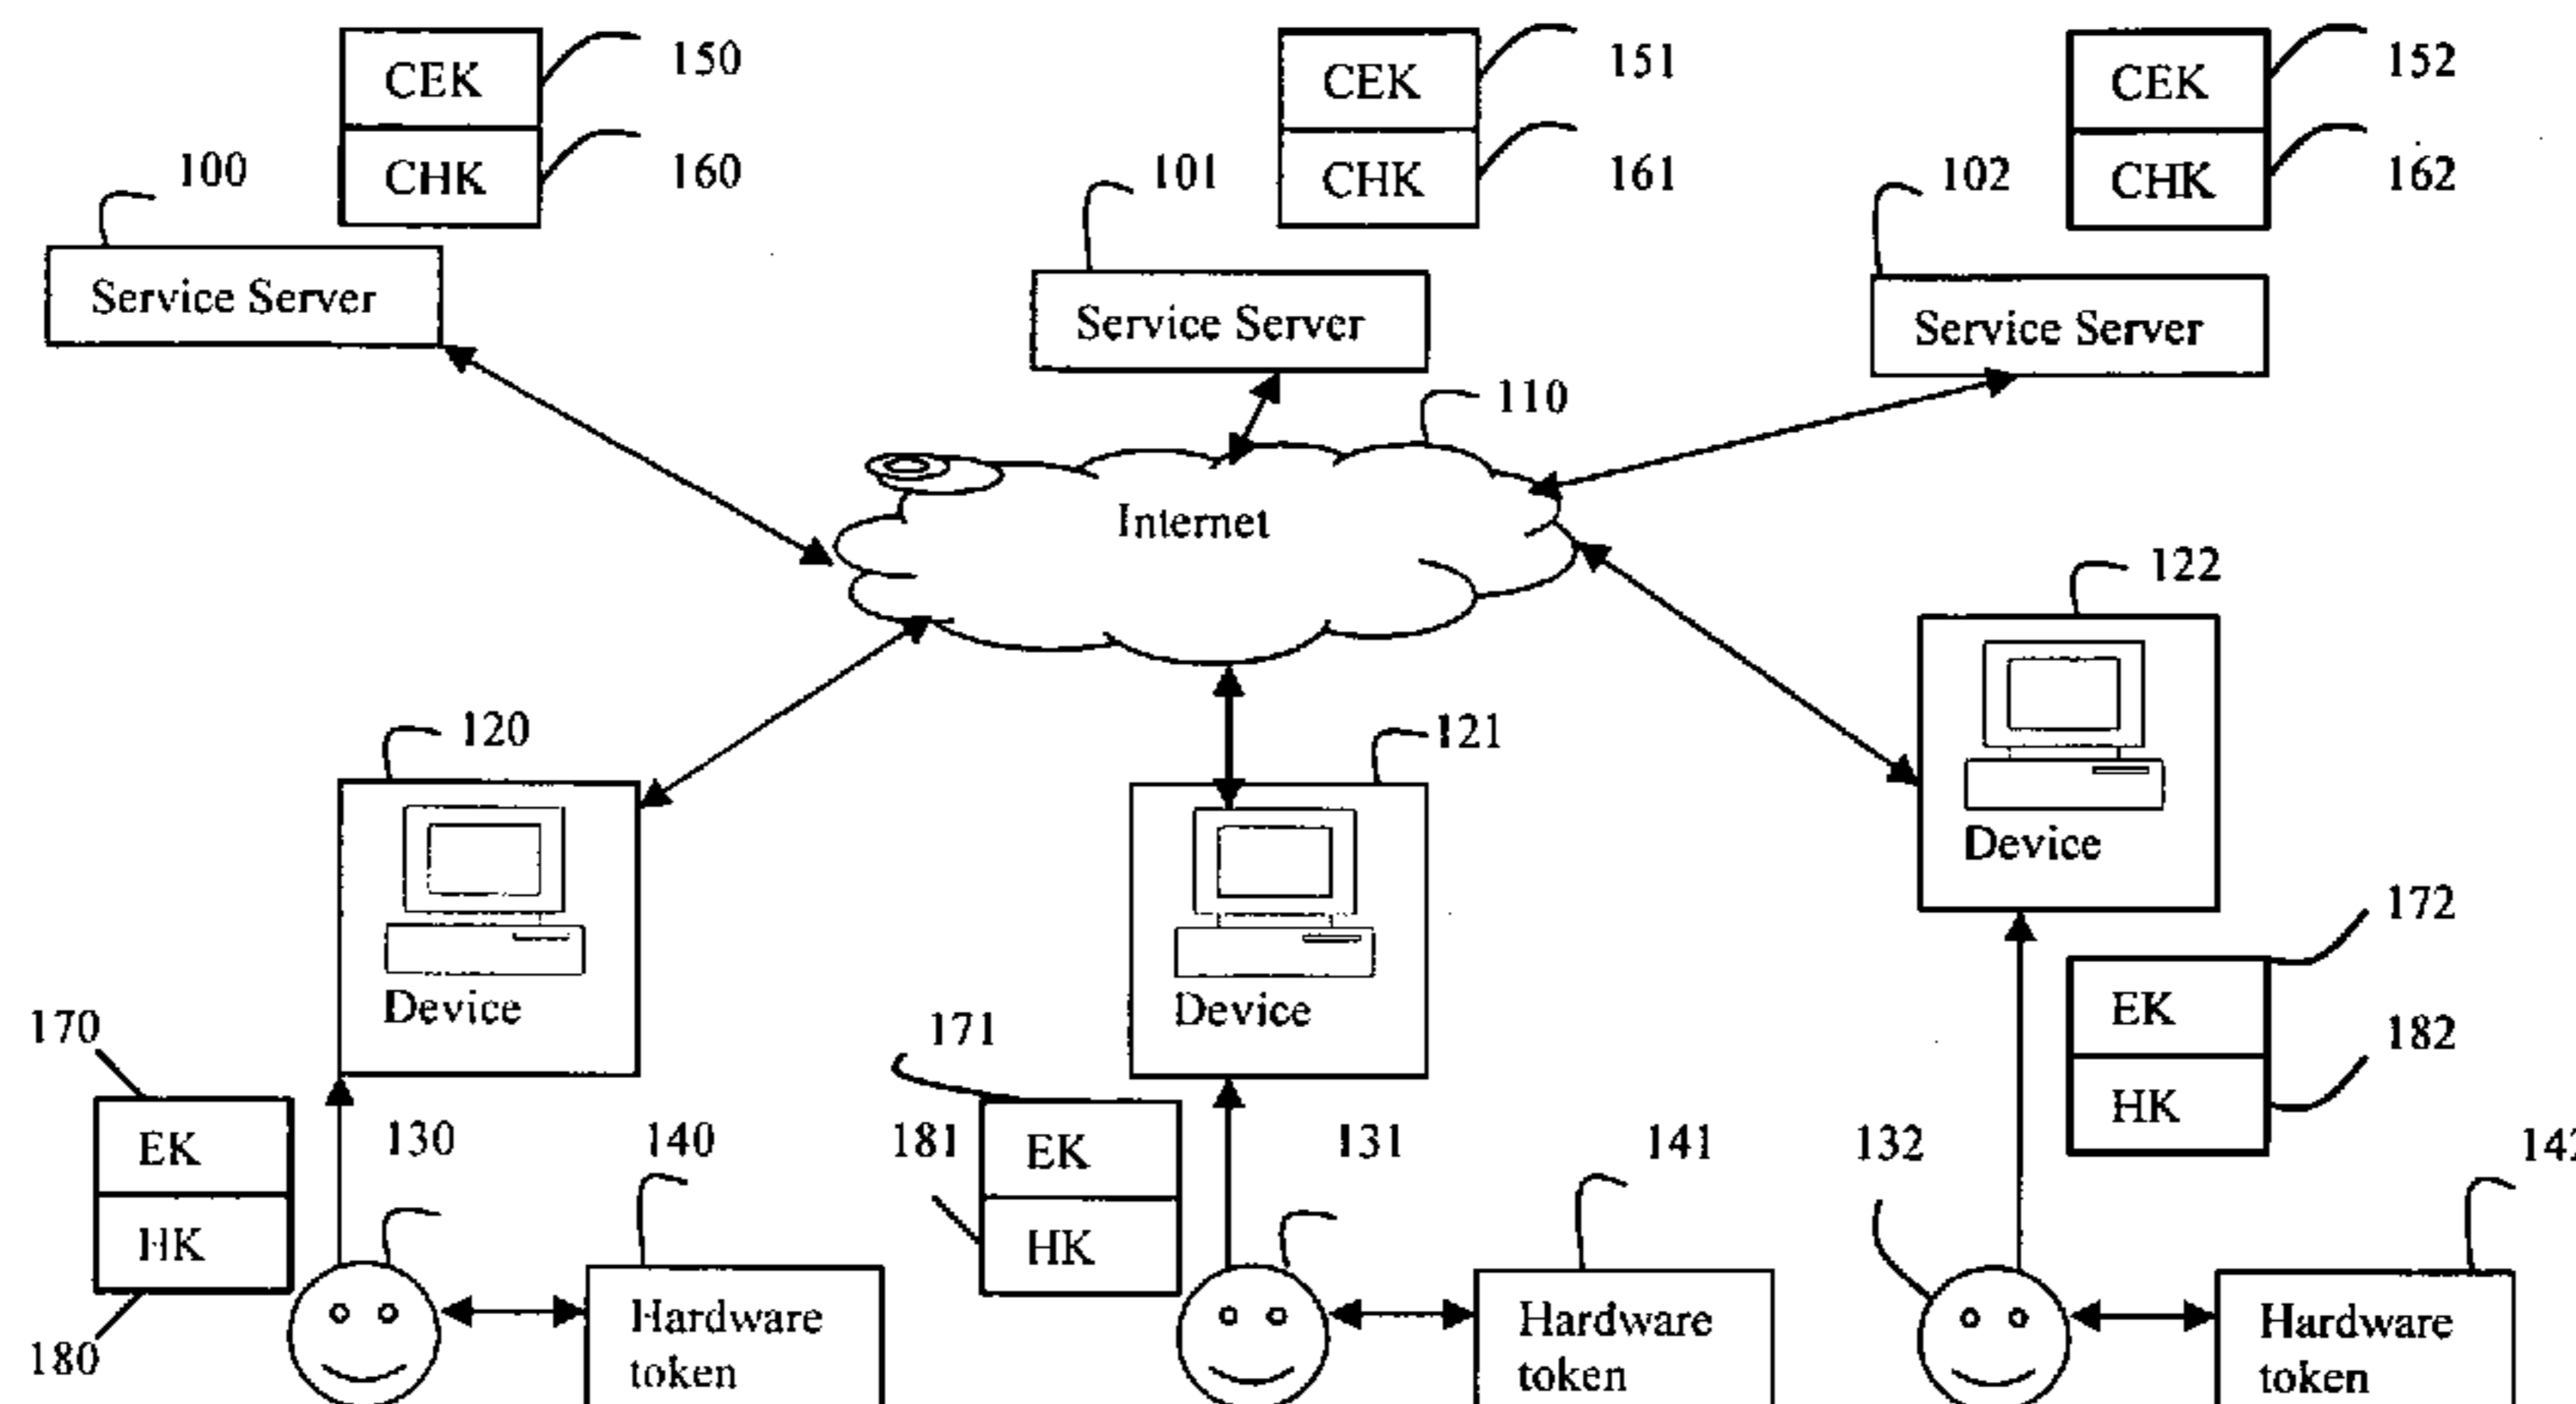 CEK
150
CHK
160
100
Service Server
CEK
151
CHK
161
101
Service Server
CEK
152
CHK
162
102
Service Server
110
Internet
122
Device
120
Device
121
Device
172
EK
182
HK
170
EK
HK
180
130
140
Hardware
token
171
181
EK
HK
131
141
Hardware
token
132
Hardware
token